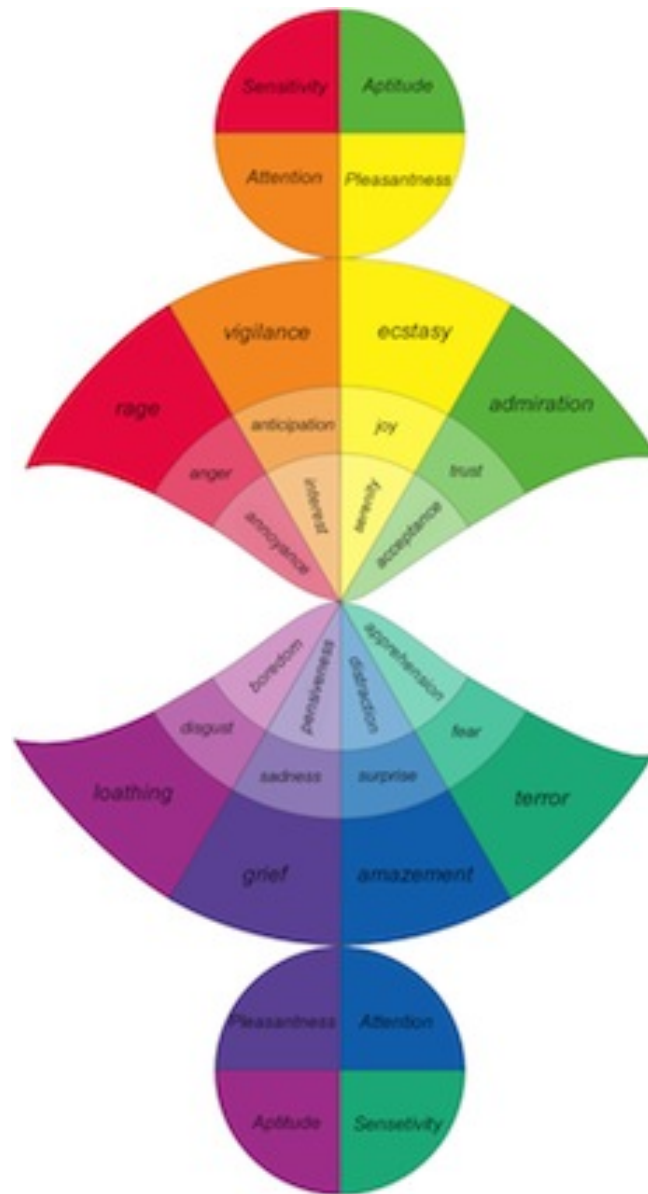 Sensitivity
Aptitude
Attention
Pleasantness
vigilance
ecstasy
rage
admiration
anticipation
joy
anger
trust
interest
serenity
annoyance
acceptance
boredom
pensiveness
distraction
apprehension
disgust
fear
sadness
surprise
loathing
terror
grief
amazement
Pleasantness
Attention
Aptitude
Sensetivity